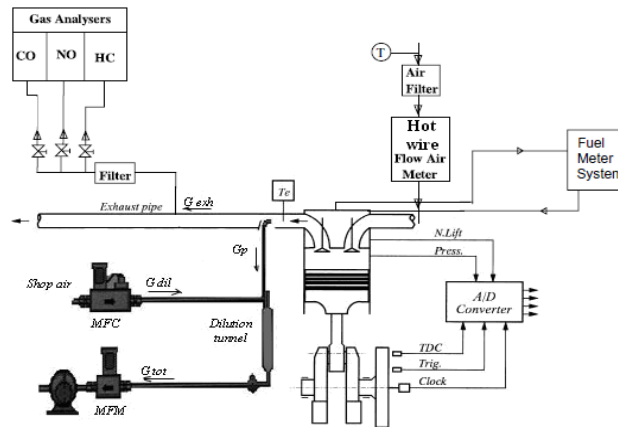 Gas Analysers
CO NO HC
T
Air
Filter
Hot
wire
Flow Air
Meter
Fuel
Meter
System
Filter
Exhaust pipe
G exh
Te
N.Lift
Press.
Gp
Shop air
G dil
MFC
Dilution
tunnel
A/D
Converter
G tot
MFM
TDC
Trig.
Clock